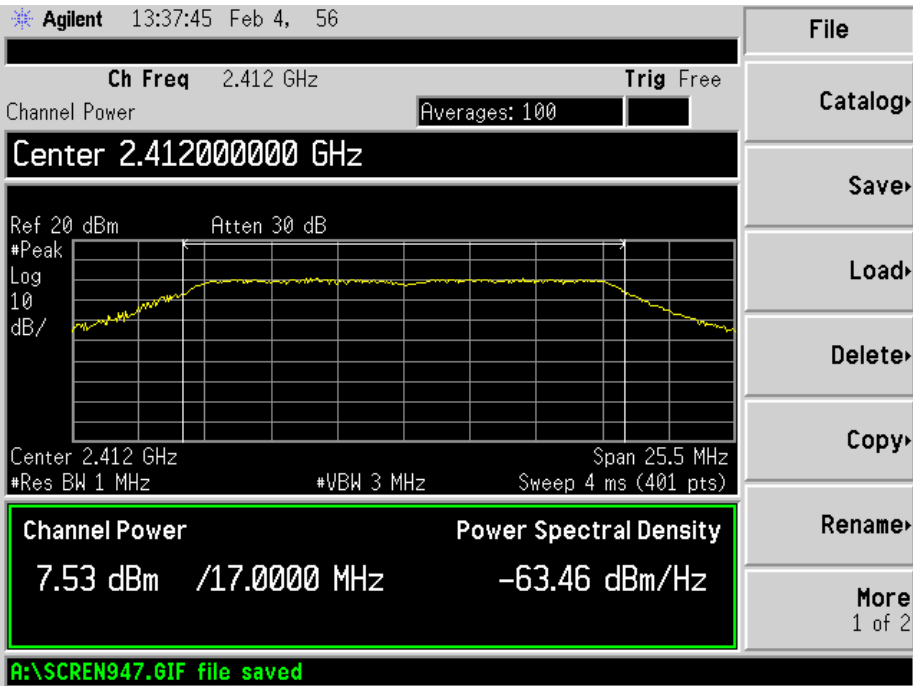 Agilent 13:37:45 Feb 4, 56
Ch Freq 2.412 GHz Trig Free
Channel Power Averages: 100
Center 2.412000000 GHz
Ref 20 dBm Atten 30 dB
#Peak
Log
10
dB/
Center 2.412 GHz Span 25.5 MHz
#Res BW 1 MHz #VBW 3 MHz Sweep 4 ms (401 pts)
Channel Power Power Spectral Density
7.53 dBm /17.0000 MHz -63.46 dBm/Hz
A:\SCREN947.GIF file saved
File
Catalog
Save
Load
Delete
Copy
Rename
More
1 of 2